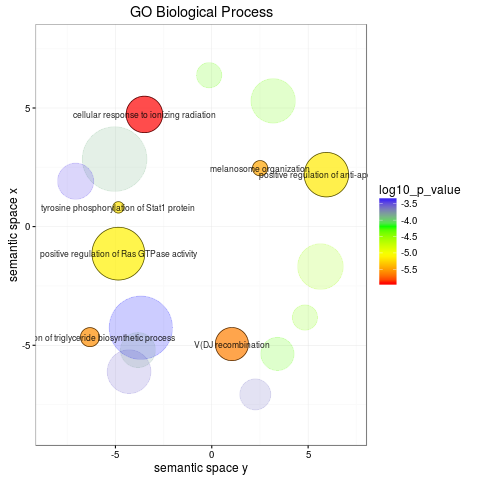 GO Biological Process
cellular response to ionizing radiation
melanosome organization
positive regulation of anti-ap
tyrosine phosphorylation of Stat1 protein
positive regulation of Ras GTPase activity
on of triglyceride biosynthetic process
V(DJ recombination
5
0
-5
-5
0
5
semantic space y
semantic space x
log10_p_value
-3.5
-4.0
-4.5
-5.0
-5.5